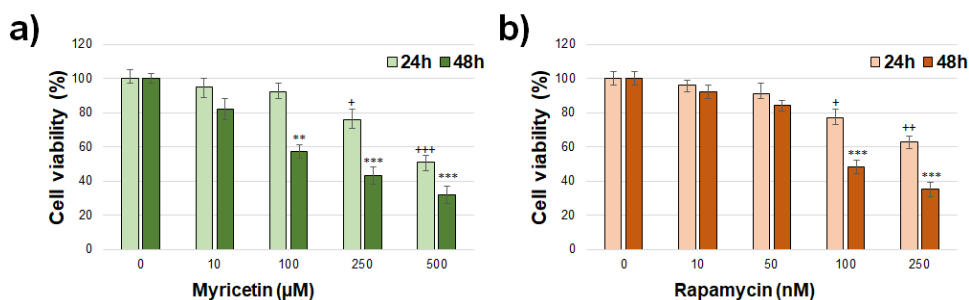 a)
120
24h 48h
100
80
60
40
20
0
Cell viability (%)
+
**
***
+++
***
0 10 100 250 500
Myricetin (µM)
b)
120
24h 48h
100
80
60
40
20
0
Cell viability (%)
+
***
++
***
0 10 50 100 250
Rapamycin (nM)